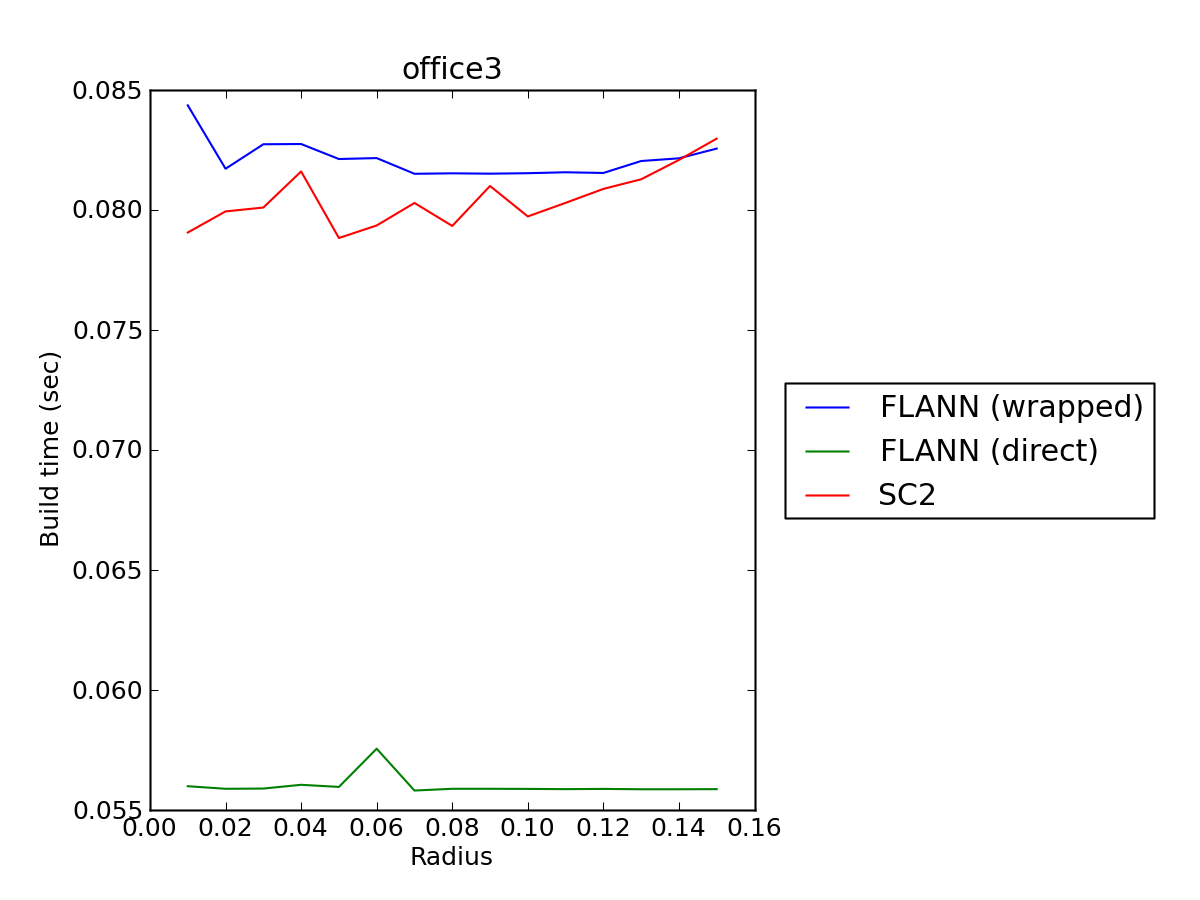 office3
0.085
0.080
0.075
0.070
0.065
0.060
0.055
Build time (sec)
0.00 0.02 0.04 0.06 0.08 0.10 0.12 0.14 0.16
Radius
FLANN (wrapped)
FLANN (direct)
SC2